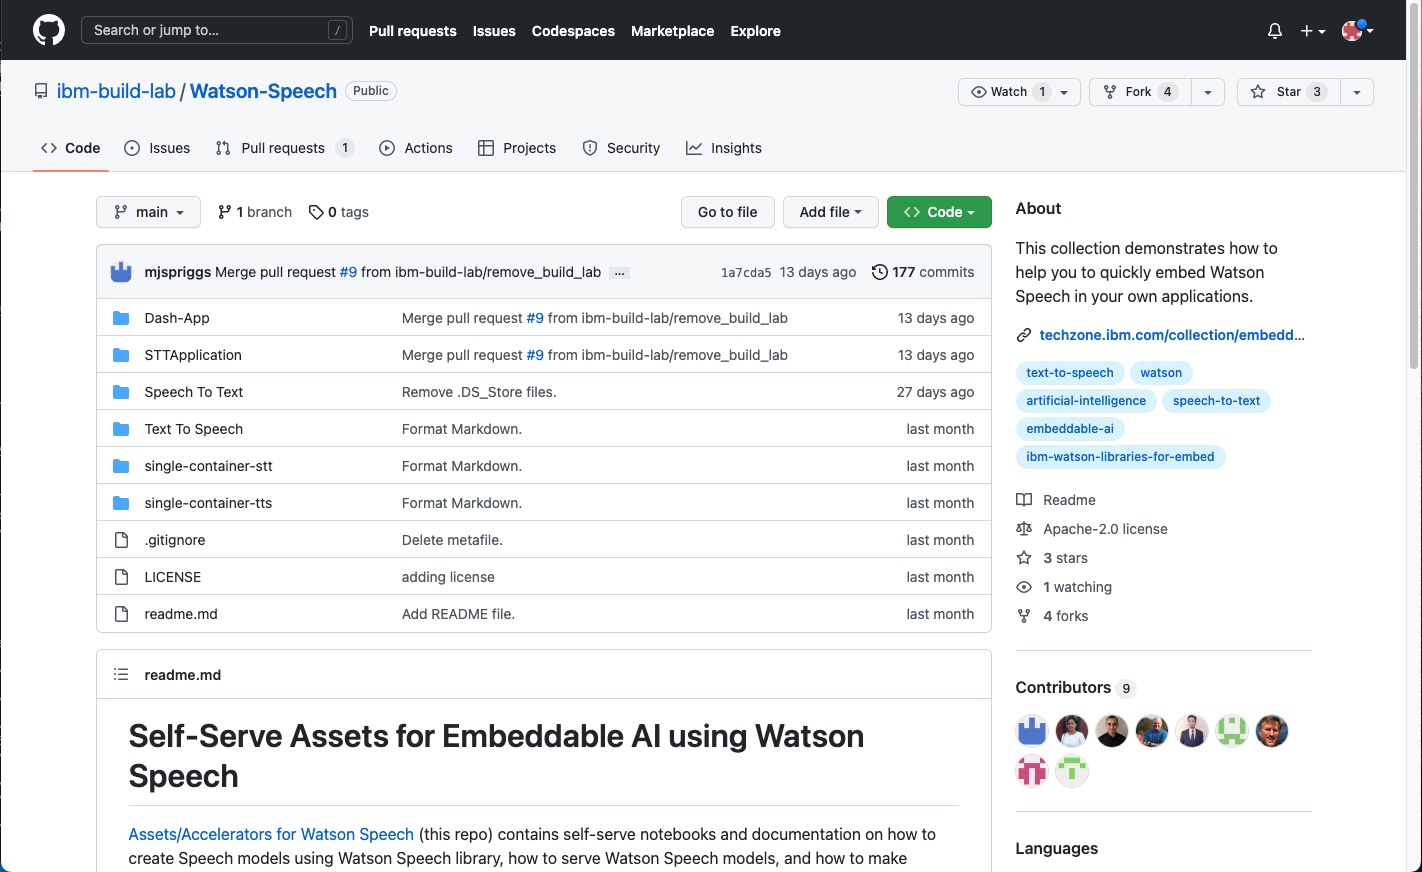 Search or jump to... /
Pull requests Issues Codespaces Marketplace Explore
ibm-build-lab / Watson-Speech Public
Watch 1 Fork 4 Star 3
Code Issues Pull requests 1 Actions Projects Security Insights
main 1 branch 0 tags Go to file Add file Code
mjspriggs Merge pull request #9 from ibm-build-lab/remove_build_lab ... 1a7cda5 13 days ago 177 commits
Dash-App Merge pull request #9 from ibm-build-lab/remove_build_lab 13 days ago
STTApplication Merge pull request #9 from ibm-build-lab/remove_build_lab 13 days ago
Speech To Text Remove .DS_Store files. 27 days ago
Text To Speech Format Markdown. last month
single-container-stt Format Markdown. last month
single-container-tts Format Markdown. last month
.gitignore Delete metafile. last month
LICENSE adding license last month
readme.md Add README file. last month
readme.md
Self-Serve Assets for Embeddable AI using Watson
Speech
Assets/Accelerators for Watson Speech (this repo) contains self-serve notebooks and documentation on how to
create Speech models using Watson Speech library, how to serve Watson Speech models, and how to make
About
This collection demonstrates how to
help you to quickly embed Watson
Speech in your own applications.
techzone.ibm.com/collection/embedd...
text-to-speech watson
artificial-intelligence speech-to-text
embeddable-ai
ibm-watson-libraries-for-embed
Readme
Apache-2.0 license
3 stars
1 watching
4 forks
Contributors 9
Languages